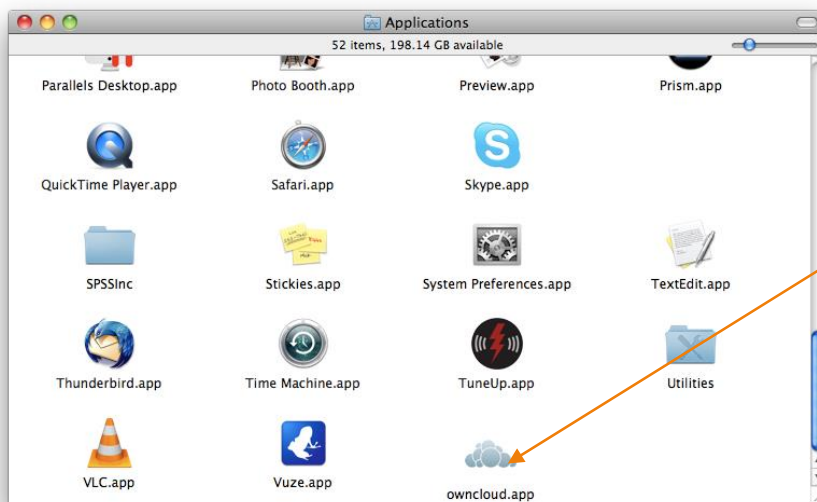 Applications
52 items, 198.14 GB available
Parallels Desktop.app Photo Booth.app Preview.app Prism.app
QuickTime Player.app Safari.app Skype.app
SPSSInc Stickies.app System Preferences.app TextEdit.app
Thunderbird.app Time Machine.app TuneUp.app Utilities
VLC.app Vuze.app owncloud.app